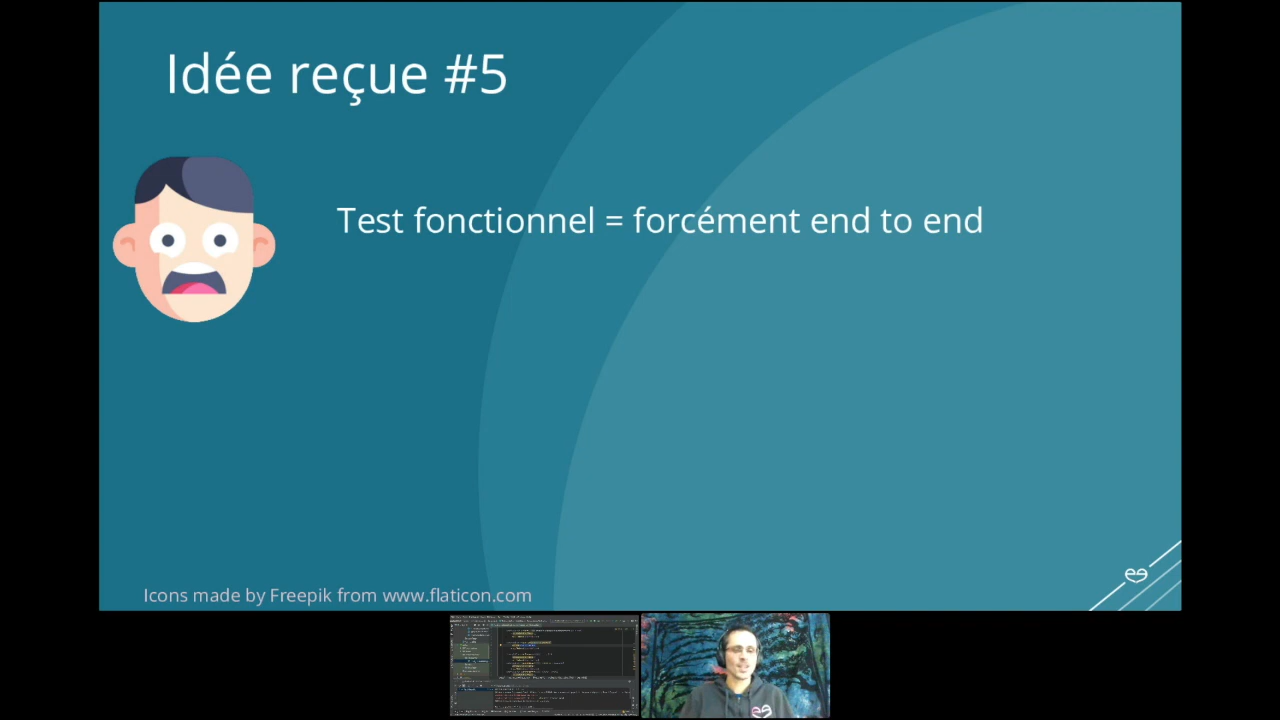 Idée reçue #5
Test fonctionnel = forcément end to end
Icons made by Freepik from www.flaticon.com